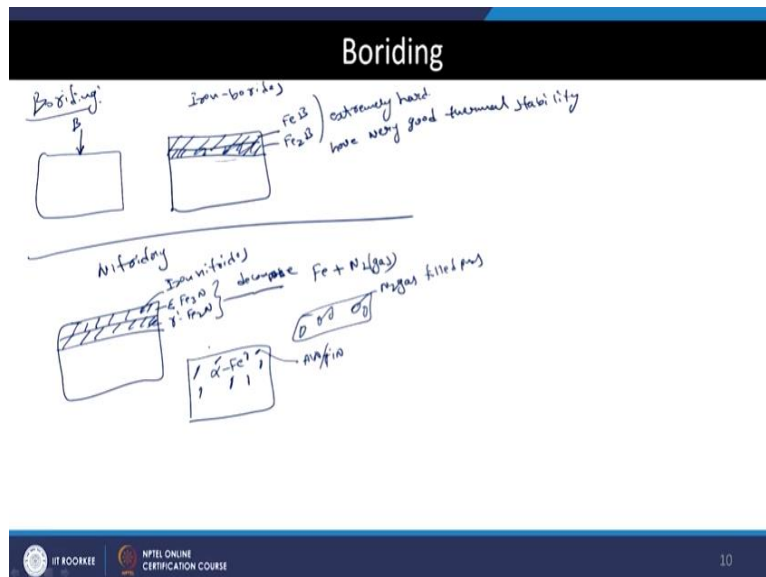 Boriding
Boriding:
B
Iron-borides
FeB
Fe2B
extremely hard
have very good thermal stability
Nitriding
Iron nitrides
ε Fe3N
γ': Fe2N
decompose
Fe + N2 (gas)
N2 gas filled pores
α-Fe
IIT ROORKEE
NPTEL ONLINE
CERTIFICATION COURSE
10